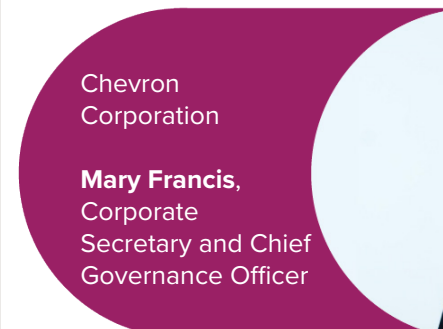 Chevron
Corporation
Mary Francis,
Corporate
Secretary and Chief
Governance Officer